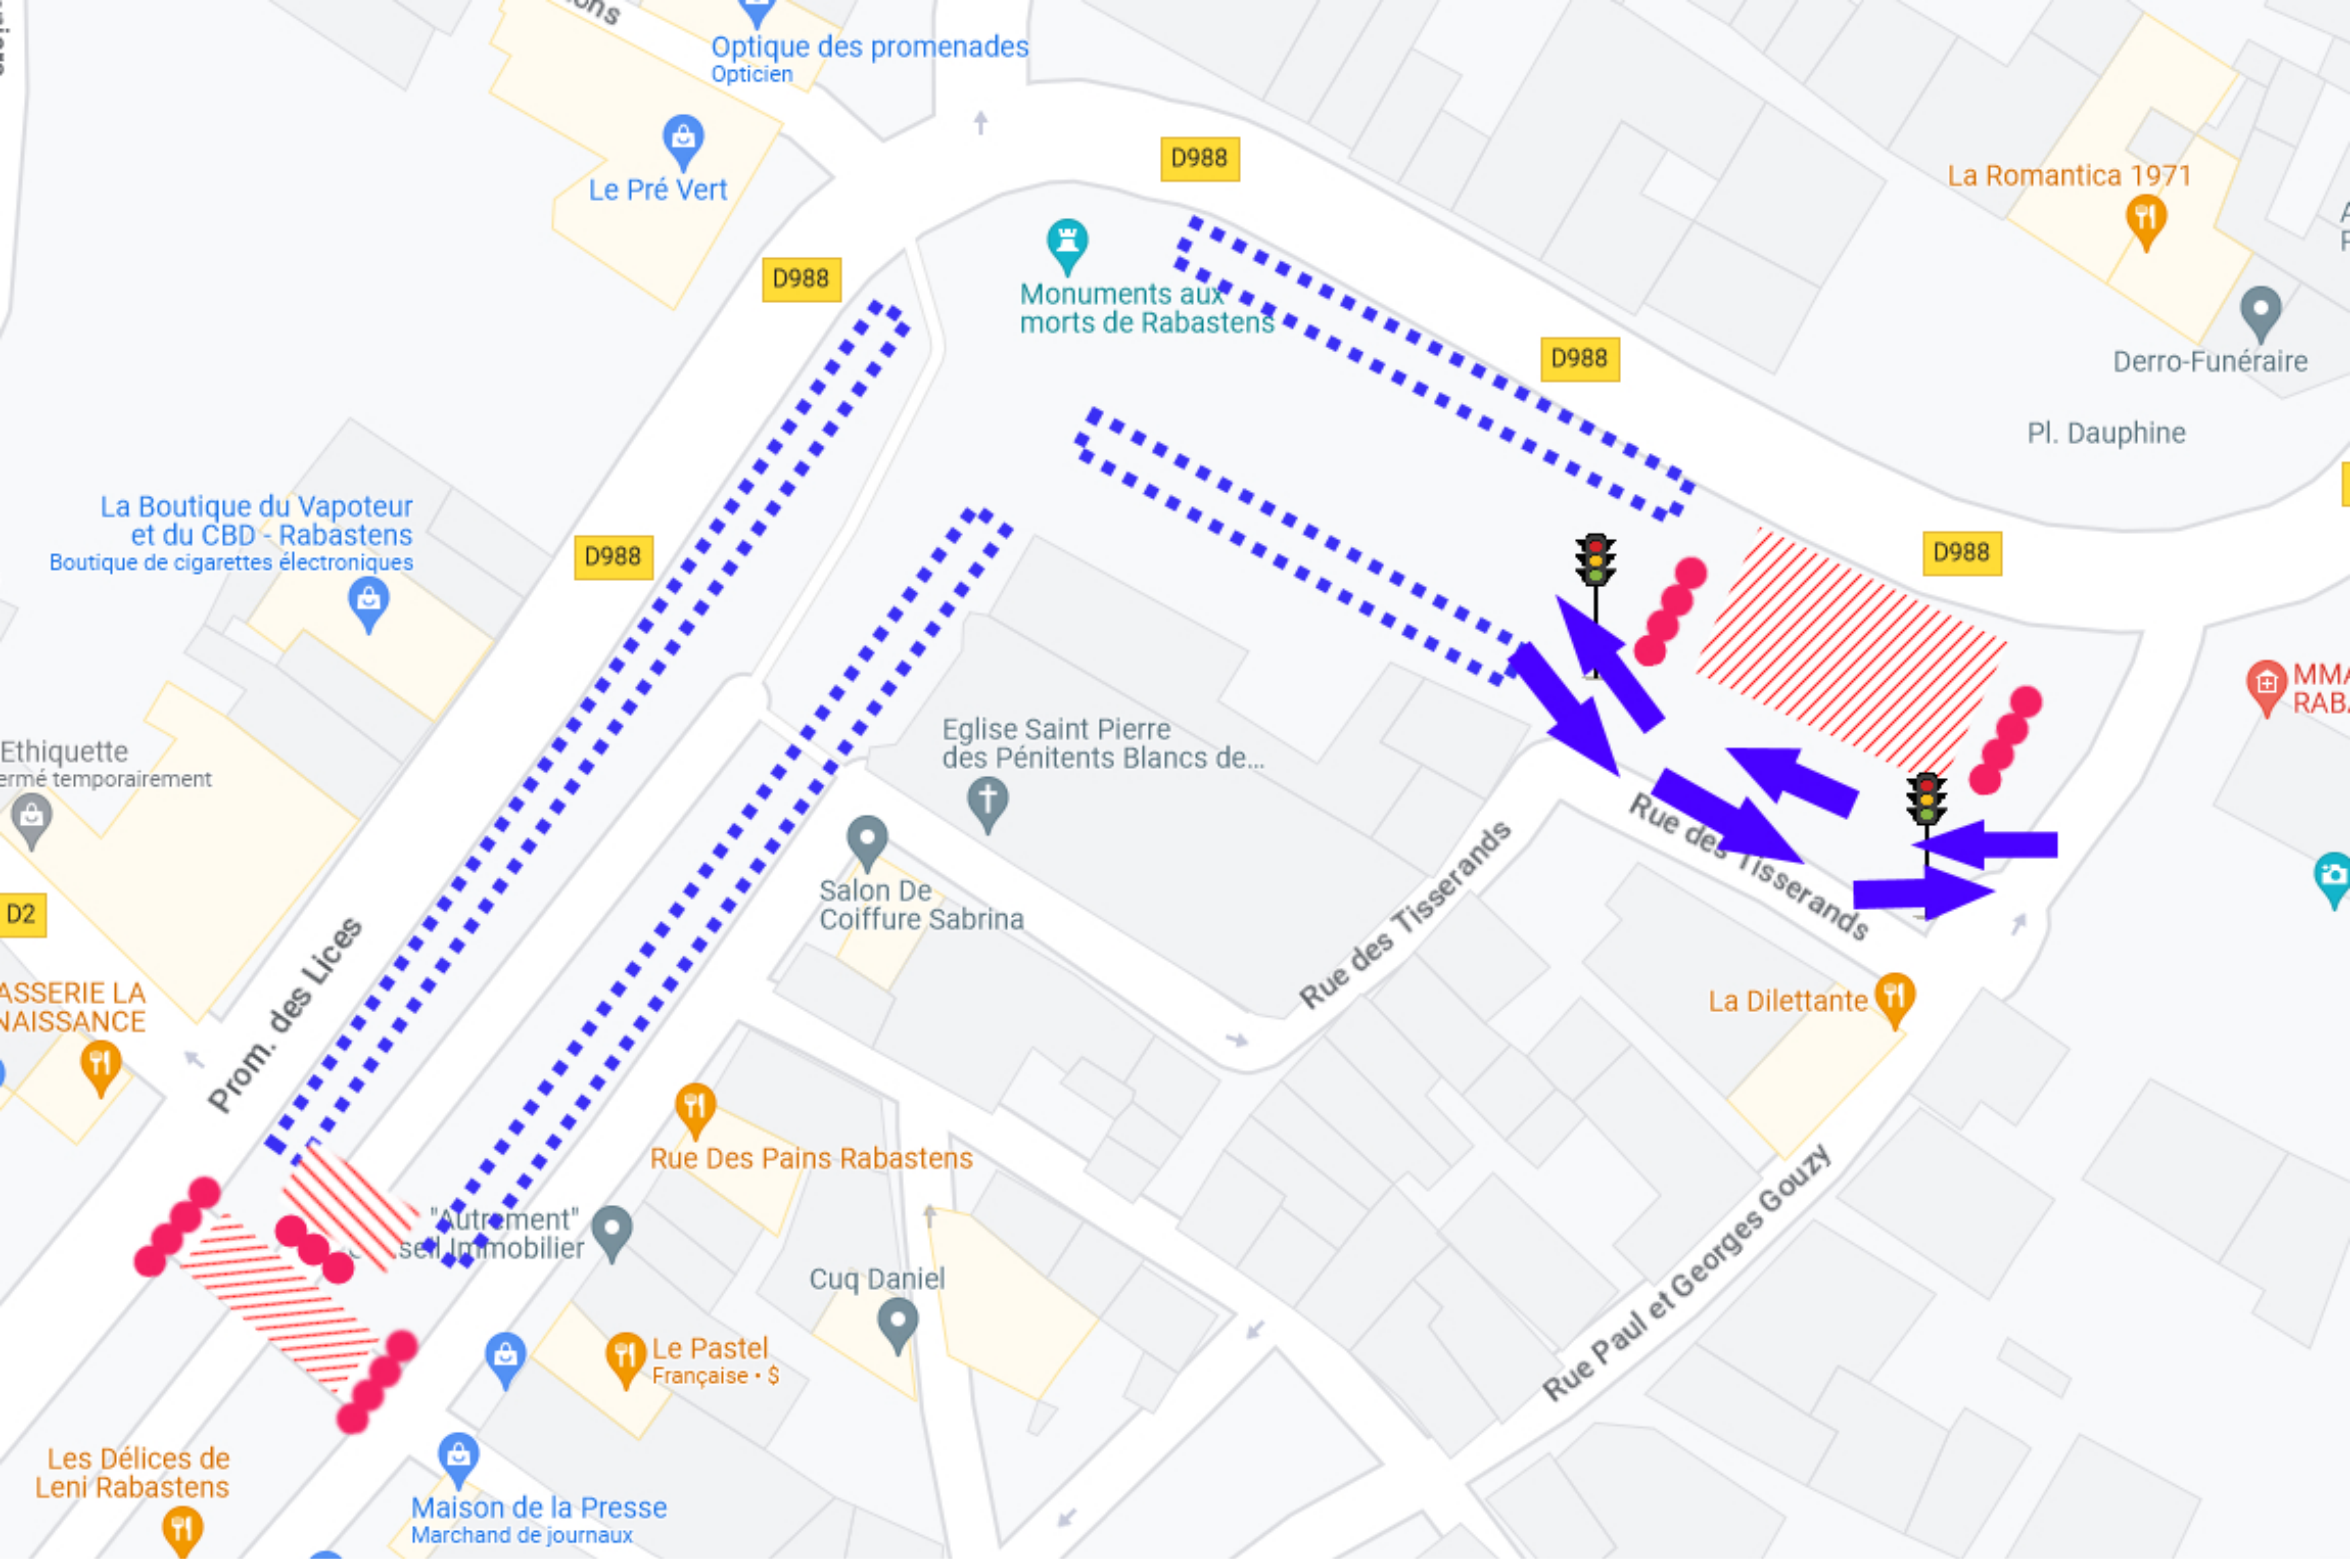 Optique des promenades
Opticien
D988
Le Pré Vert
La Romantica 1971
D988
Monuments aux
morts de Rabastens
D988
Derro-Funéraire
Pl. Dauphine
La Boutique du Vapoteur
et du CBD - Rabastens
Boutique de cigarettes électroniques
D988
D988
MMA
RAB
Eglise Saint Pierre
des Pénitents Blancs de...
Ethiquette
ermé temporairement
Rue des Tisserands
Rue des Tisserands
Salon De
Coiffure Sabrina
D2
Prom. des Lices
ASSERIE LA
NAISSANCE
La Dilettante
Rue Des Pains Rabastens
"Autrement"
seil Immobilier
Cuq Daniel
Rue Paul et Georges Gouzy
Le Pastel
Française • $
Les Délices de
Leni Rabastens
Maison de la Presse
Marchand de journaux